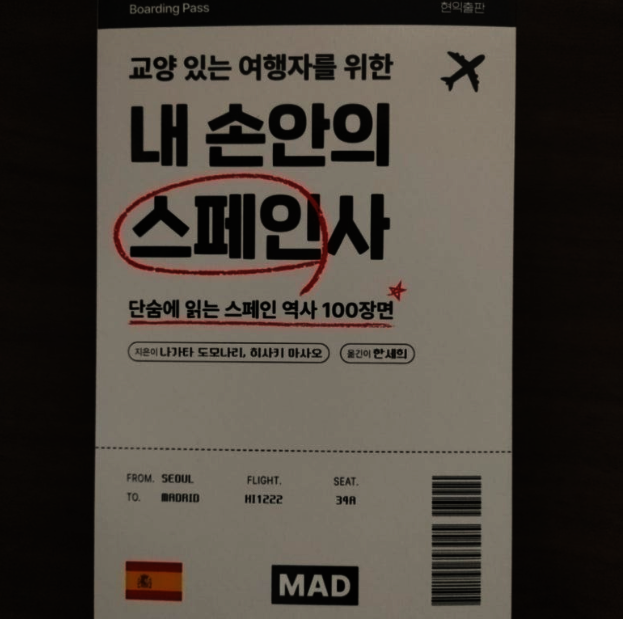 Boarding Pass
현익출판
교양 있는 여행자를 위한
내 손안의
스페인사
단숨에 읽는 스페인 역사 100장면
지은이 나가타 도모나리, 히사키 마사오
옮긴이 한세희
FROM. SEOUL
FLIGHT.
SEAT.
TO. MADRID
HI1222
39A
MAD